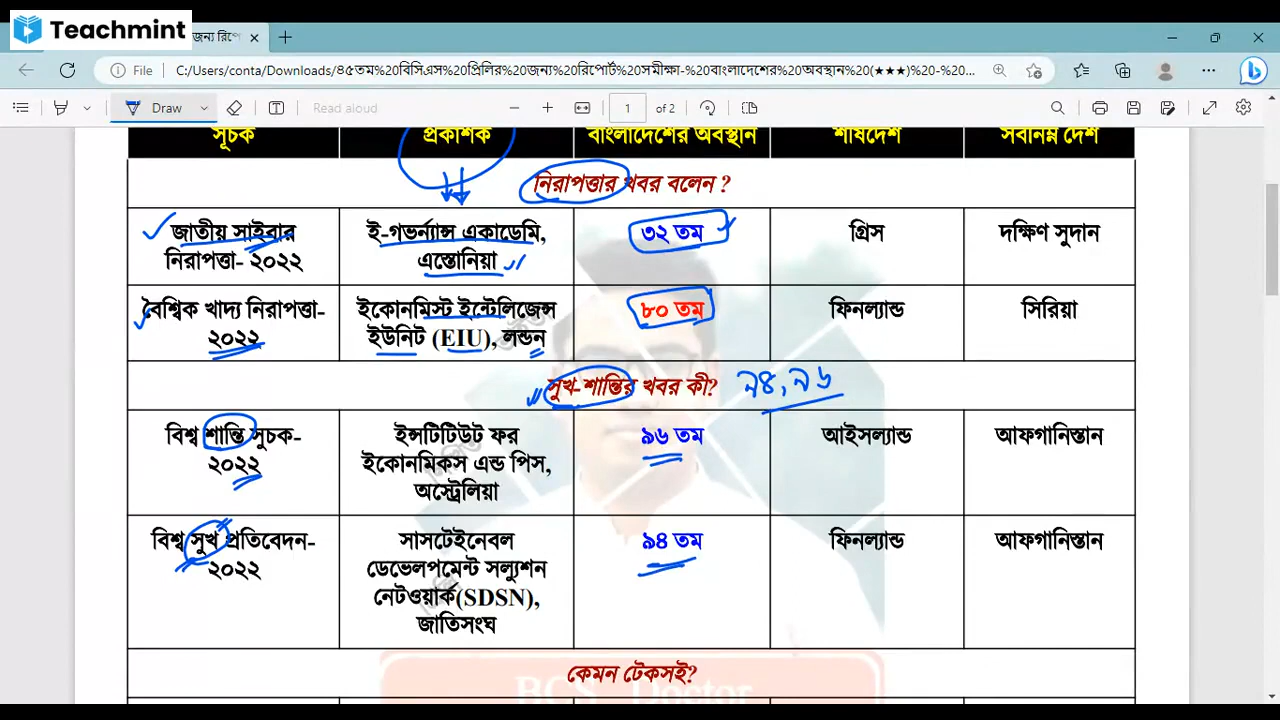 Teachmint
জন্য রিপে
File
C:/Users/conta/Downloads/৪৫তম%20বিসিএস%20প্রিলির%20জন্য%20রিপোর্ট%20সমীক্ষা-%20বাংলাদেশের%20অবস্থান%20(★★★)%20-%20...
Draw
Read aloud
1 of 2
সূচক প্রকাশক বাংলাদেশের অবস্থান শীর্ষদেশ সর্বনিম্ন দেশ
নিরাপত্তার খবর বলেন ?
জাতীয় সাইবার
নিরাপত্তা- ২০২২
ই-গভর্ন্যান্স একাডেমি,
এস্তোনিয়া
৩২ তম
গ্রিস
দক্ষিণ সুদান
বৈশ্বিক খাদ্য নিরাপত্তা-
২০২২
ইকোনমিস্ট ইন্টেলিজেন্স
ইউনিট (EIU), লন্ডন
৮০ তম
ফিনল্যান্ড
সিরিয়া
সুখ-শান্তির খবর কী?
৯৪, ৯৬
বিশ্ব শান্তি সুচক-
২০২২
ইন্সটিটিউট ফর
ইকোনমিকস এন্ড পিস,
অস্ট্রেলিয়া
৯৬ তম
আইসল্যান্ড
আফগানিস্তান
বিশ্ব সুখ প্রতিবেদন-
২০২২
সাসটেইনেবল
ডেভেলপমেন্ট সল্যুশন
নেটওয়ার্ক(SDSN),
জাতিসংঘ
৯৪ তম
ফিনল্যান্ড
আফগানিস্তান
কেমন টেকসই?
BCS Doctor